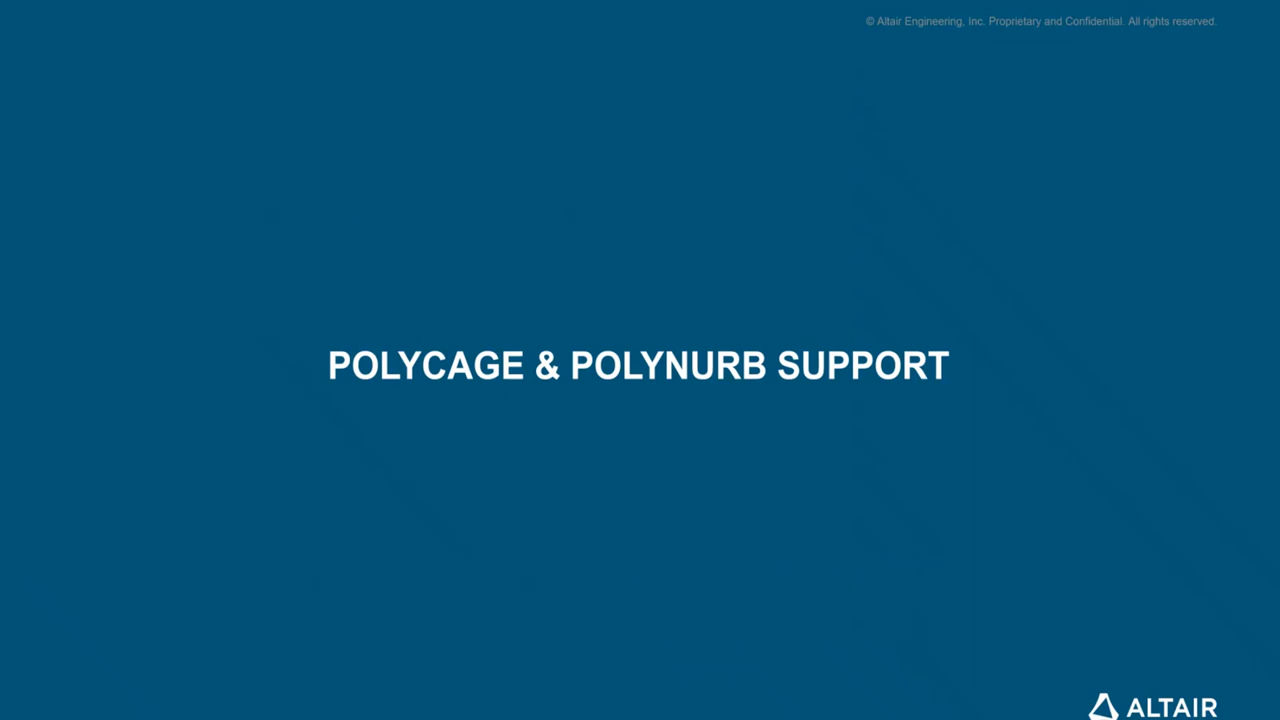 © Altair Engineering, Inc. Proprietary and Confidential. All rights reserved.
POLYCAGE & POLYNURB SUPPORT
ALTAIR